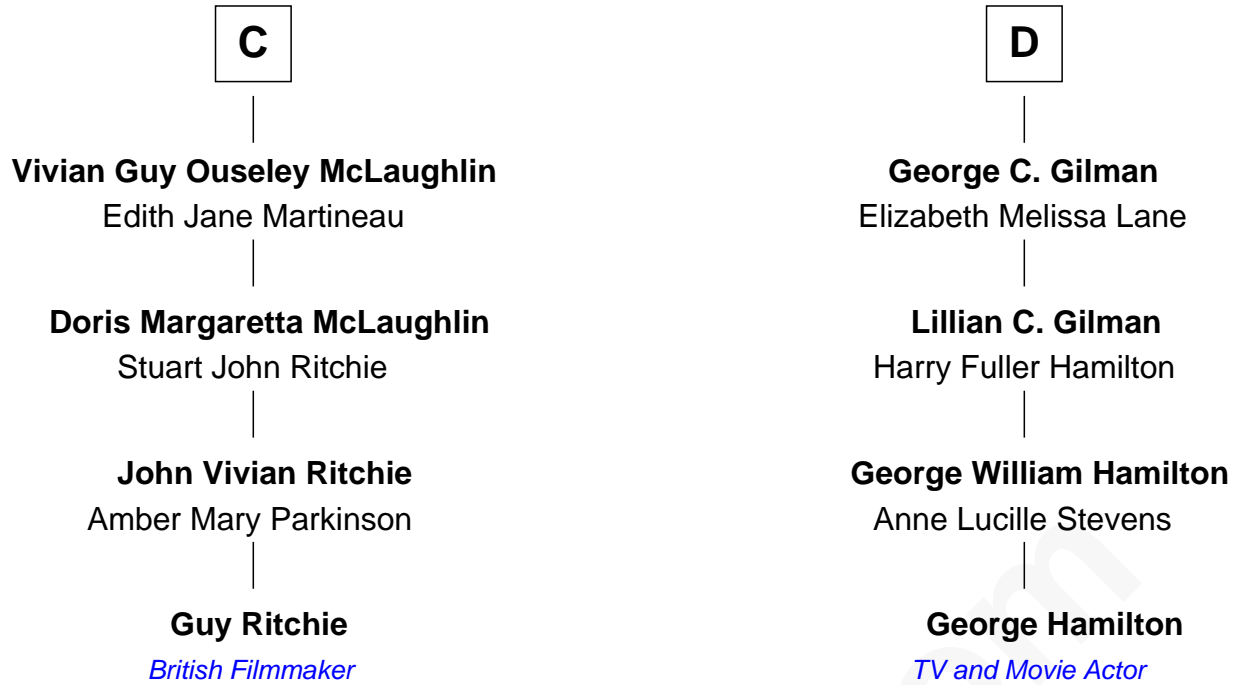 C
Vivian Guy Ouseley McLaughlin
Edith Jane Martineau
Doris Margaretta McLaughlin
Stuart John Ritchie
John Vivian Ritchie
Amber Mary Parkinson
Guy Ritchie
British Filmmaker
D
George C. Gilman
Elizabeth Melissa Lane
Lillian C. Gilman
Harry Fuller Hamilton
George William Hamilton
Anne Lucille Stevens
George Hamilton
TV and Movie Actor